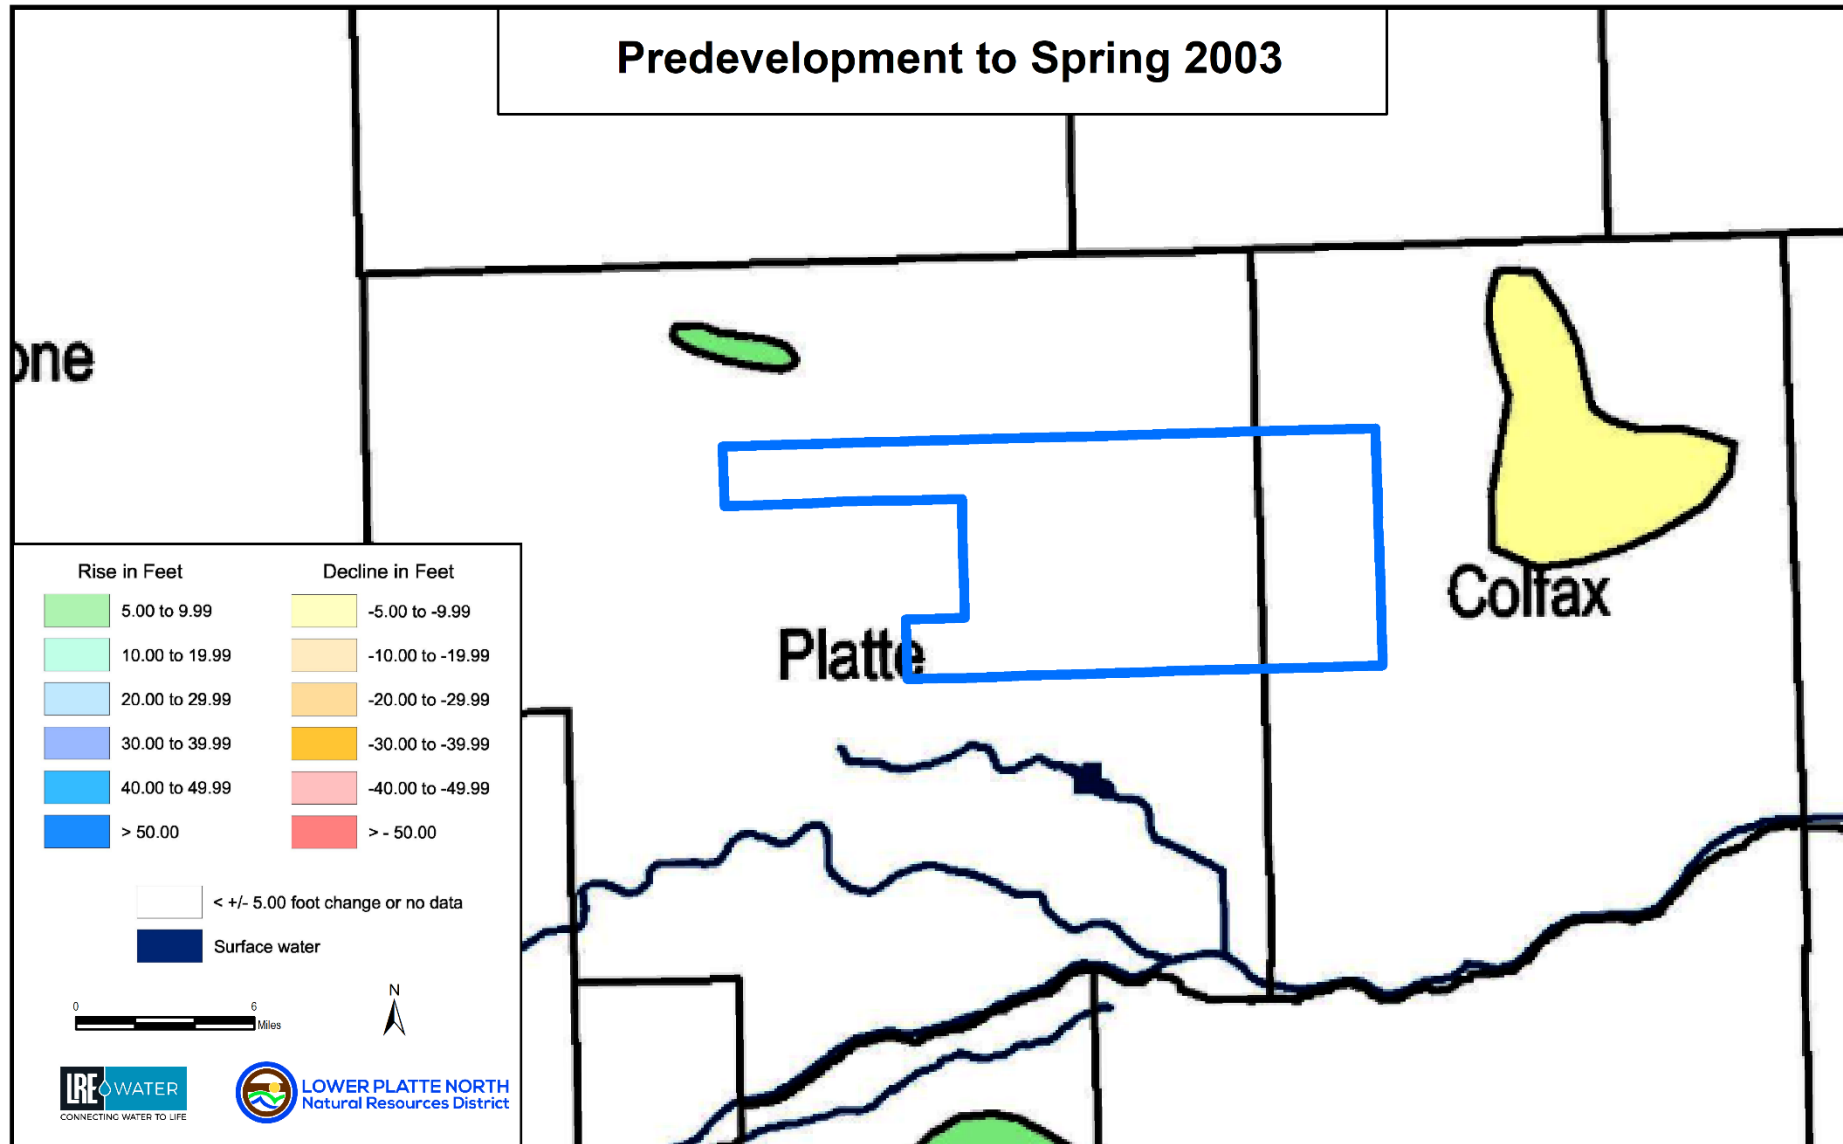 Predevelopment to Spring 2003
one
Platte
Colfax
Rise in Feet
5.00 to 9.99
10.00 to 19.99
20.00 to 29.99
30.00 to 39.99
40.00 to 49.99
> 50.00
Decline in Feet
-5.00 to -9.99
-10.00 to -19.99
-20.00 to -29.99
-30.00 to -39.99
-40.00 to -49.99
> - 50.00
< +/- 5.00 foot change or no data
Surface water
0 6
Miles
N
LRE WATER
CONNECTING WATER TO LIFE
LOWER PLATTE NORTH
Natural Resources District